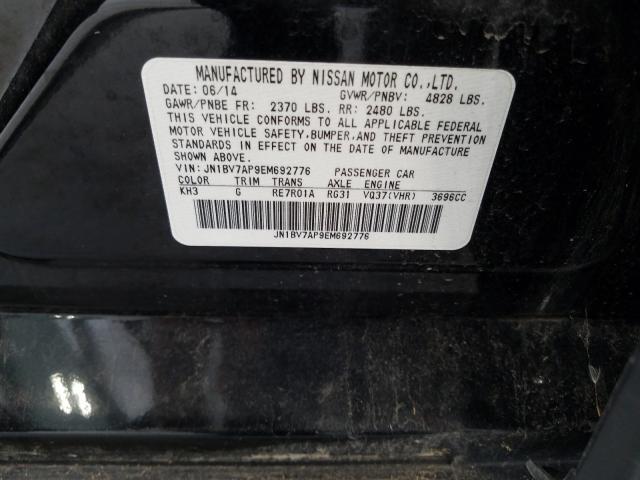 MANUFACTURED BY NISSAN MOTOR CO.,LTD.
DATE: 06/14 GVWR/PNBV: 4828 LBS.
GAWR/PNBE FR: 2370 LBS. RR: 2480 LBS.
THIS VEHICLE CONFORMS TO ALL APPLICABLE FEDERAL
MOTOR VEHICLE SAFETY,BUMPER,AND THEFT PREVENTION
STANDARDS IN EFFECT ON THE DATE OF MANUFACTURE
SHOWN ABOVE.
VIN: JN1BV7AP9EM692776 PASSENGER CAR
COLOR TRIM TRANS AXLE ENGINE
KH3 G RE7R01A RG31 VQ37(VHR) 3696CC
JN1BV7AP9EM692776